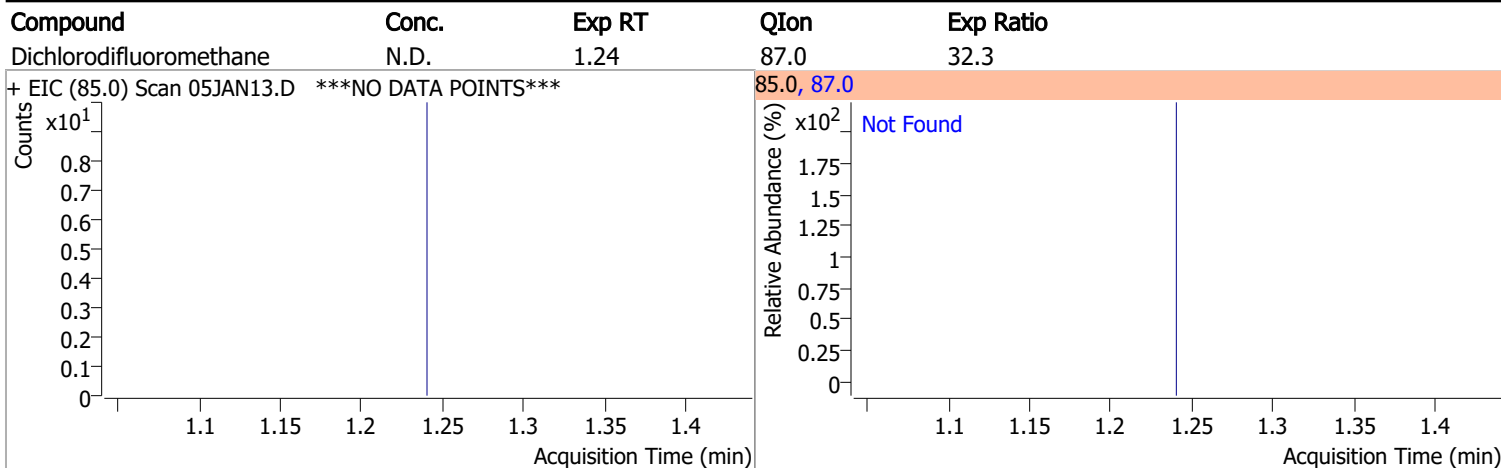 Compound Conc. Exp RT QIon Exp Ratio
Dichlorodifluoromethane N.D. 1.24 87.0 32.3
+ EIC (85.0) Scan 05JAN13.D ***NO DATA POINTS***
Counts
x10¹
0.8
0.7
0.6
0.5
0.4
0.3
0.2
0.1
0
1.1 1.15 1.2 1.25 1.3 1.35 1.4
Acquisition Time (min)
85.0, 87.0
Relative Abundance (%)
x10²
Not Found
1.75
1.5
1.25
1
0.75
0.5
0.25
0
1.1 1.15 1.2 1.25 1.3 1.35 1.4
Acquisition Time (min)